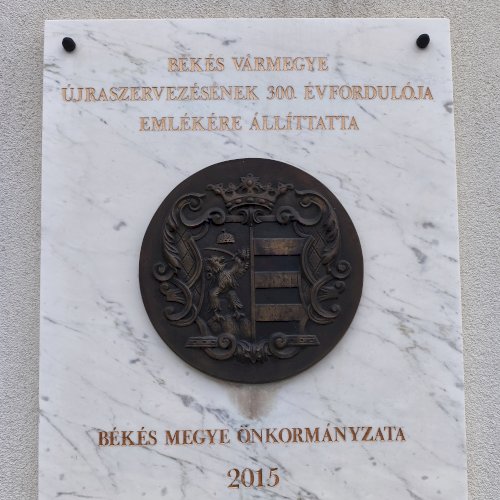 BÉKÉS VÁRMEGYE
ÚJRASZERVEZÉSÉNEK 300. ÉVFORDULÓJA
EMLÉKÉRE ÁLLÍTTATTA
BÉKÉS MEGYE ÖNKORMÁNYZATA
2015